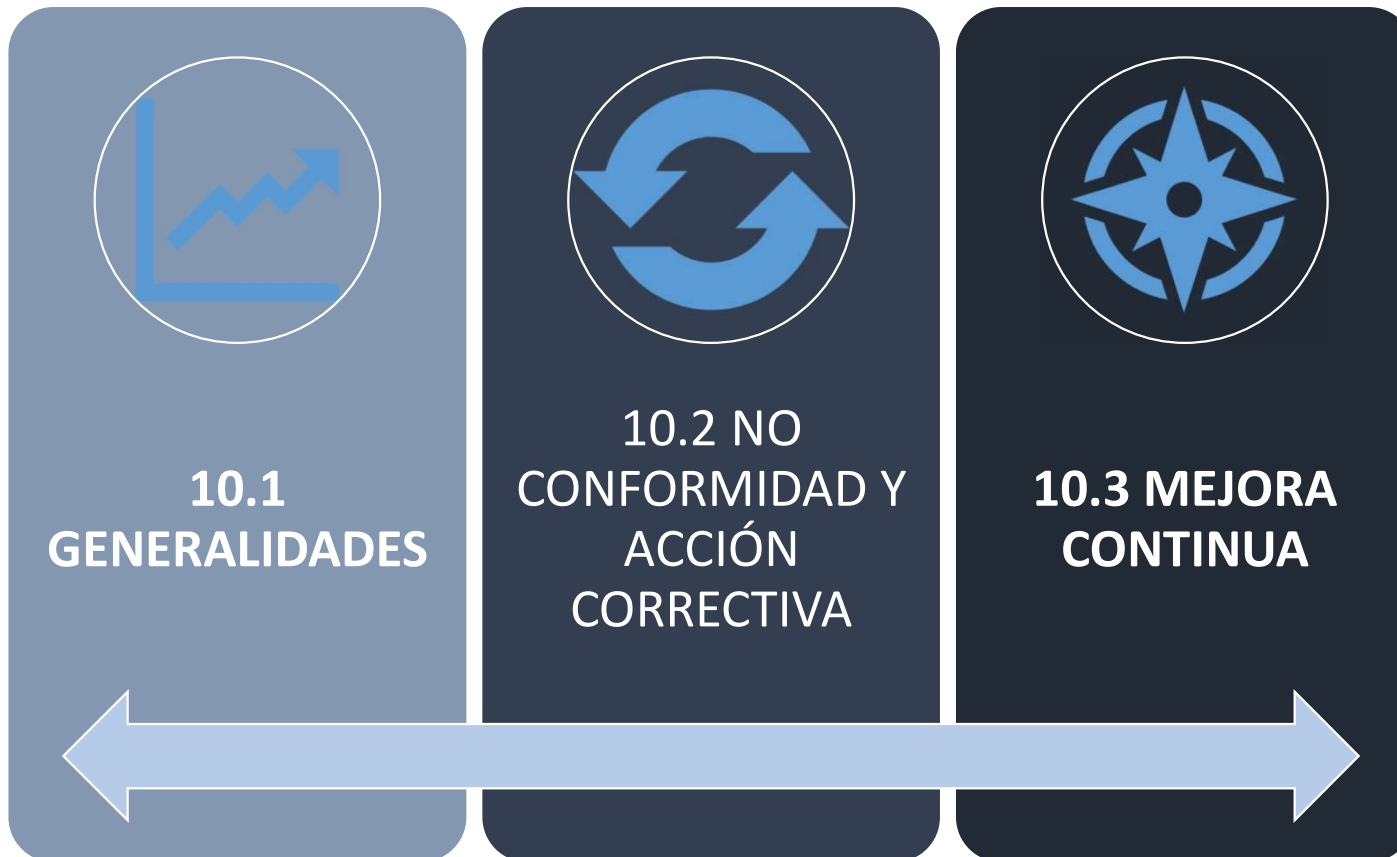 10.1
GENERALIDADES
10.2 NO
CONFORMIDAD Y
ACCIÓN
CORRECTIVA
10.3 MEJORA
CONTINUA